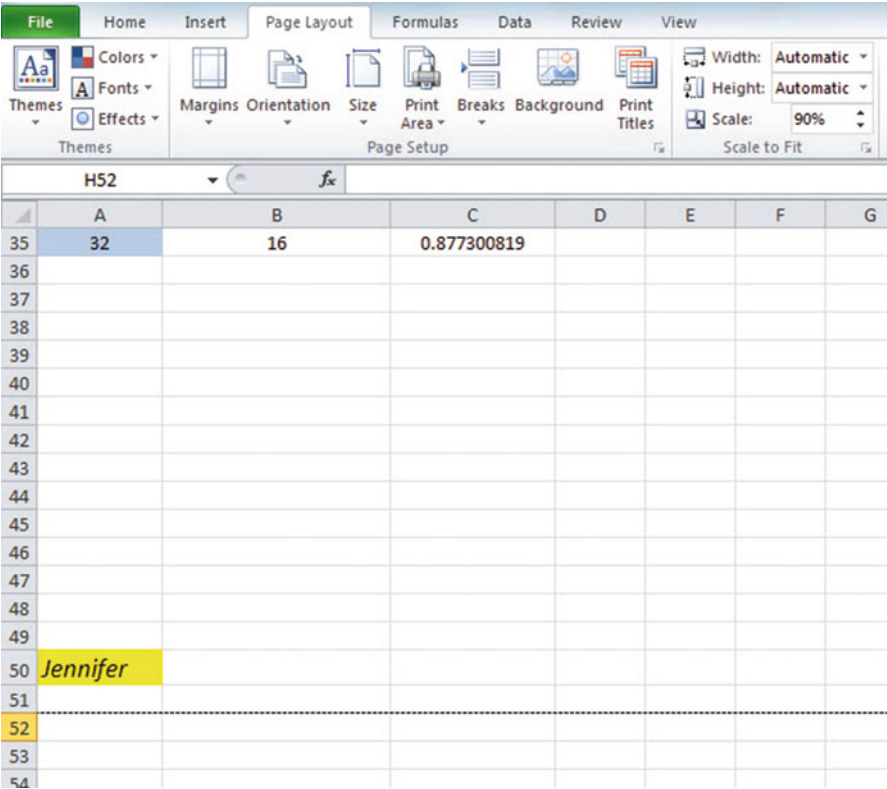 File Home Insert Page Layout Formulas Data Review View
Aa Themes
Colors
A Fonts
Effects
Themes
Margins Orientation Size Print Area Breaks Background Print Titles
Page Setup
Width: Automatic
Height: Automatic
Scale: 90%
Scale to Fit
H52 fx
A B C D E F G
35 32 16 0.877300819
36
37
38
39
40
41
42
43
44
45
46
47
48
49
50 Jennifer
51
52
53
54